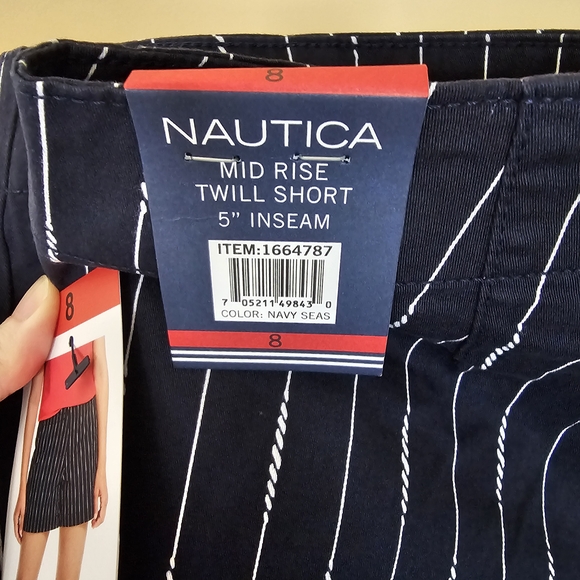 8
NAUTICA
MID RISE
TWILL SHORT
5" INSEAM
ITEM:1664787
7 05211 49843 0
COLOR: NAVY SEAS
8
8